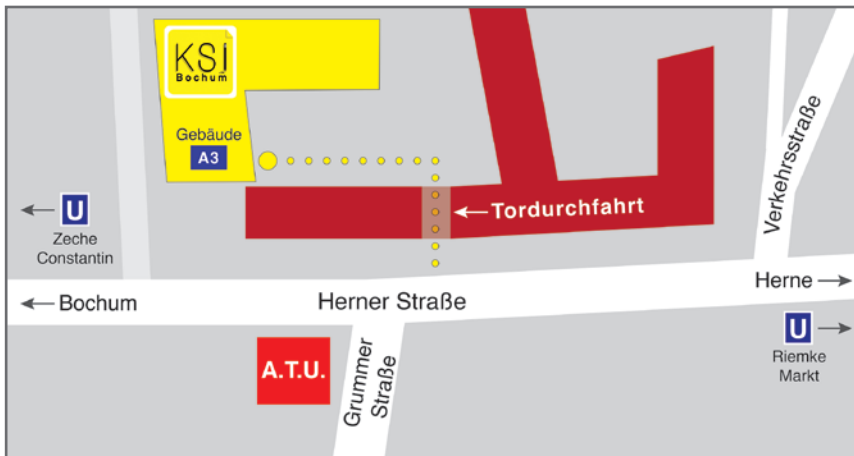 KSI
Bochum
Gebäude
A3
Tordurchfahrt
U
Zeche
Constantin
Bochum
Herner Straße
Herne
Verkehrsstraße
U
Riemke
Markt
A.T.U.
Grummer
Straße